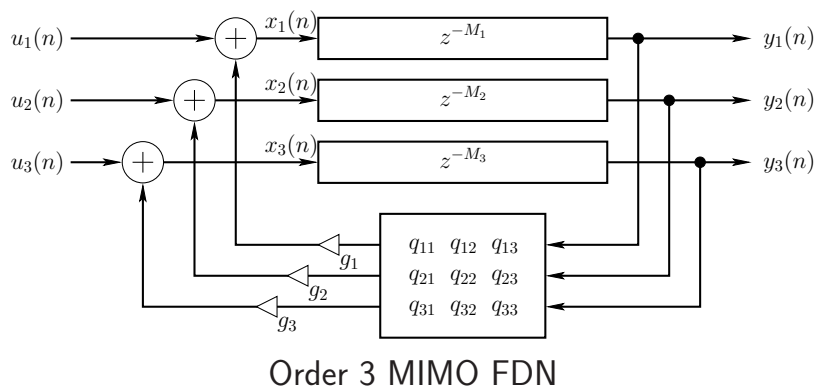 u₁(n) + x₁(n) z⁻ᴹ₁ y₁(n)
u₂(n) + x₂(n) z⁻ᴹ₂ y₂(n)
u₃(n) + x₃(n) z⁻ᴹ₃ y₃(n)
g₁ q₁₁ q₁₂ q₁₃
g₂ q₂₁ q₂₂ q₂₃
g₃ q₃₁ q₃₂ q₃₃
Order 3 MIMO FDN